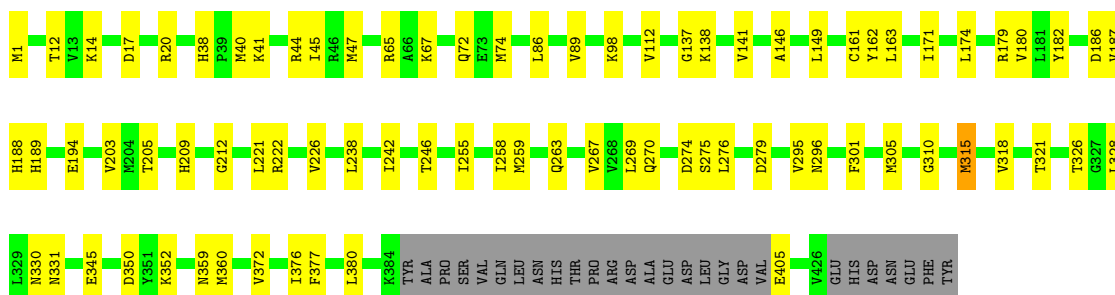 M1 T12 V13 K14 D17 R20 H38 P39 M40 K41 R44 I45 R46 M47 R65 A66 K67 Q72 E73 M74 L86 V89 K98 V112 G137 K138 V141 A146 L149 C161 Y162 L163 I171 L174 R179 V180 L181 Y182 D186 V187
H188 H189 E194 V203 M204 T205 H209 G212 L221 R222 V226 L238 I242 T246 I255 I258 M259 Q263 V267 V268 L269 Q270 D274 S275 L276 D279 V295 N296 F301 M305 G310 M315 V318 T321 T326 G327 L328
L329 N330 N331 E345 D350 Y351 K352 N359 M360 V372 I376 F377 L380 K384 TYR ALA PRO SER VAL GLN LEU ASN HIS THR PRO ARG ASP ALA GLU ASP LEU GLY ASP VAL E405 V426 GLU HIS ASP ASN GLU PHE TYR